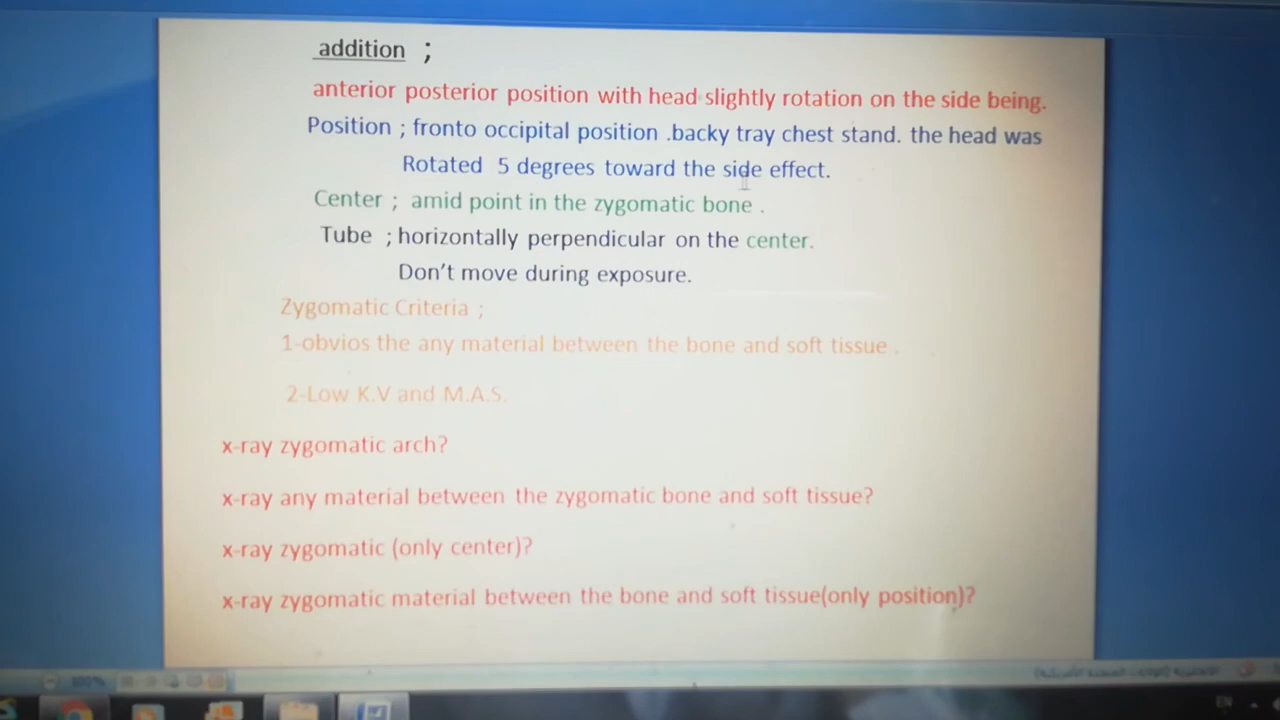 addition ;
anterior posterior position with head slightly rotation on the side being.
Position ; fronto occipital position .backy tray chest stand. the head was
Rotated 5 degrees toward the side effect.
Center ; amid point in the zygomatic bone .
Tube ; horizontally perpendicular on the center.
Don't move during exposure.
Zygomatic Criteria ;
1-obvios the any material between the bone and soft tissue .
2-Low K.V and M.A.S.
x-ray zygomatic arch?
x-ray any material between the zygomatic bone and soft tissue?
x-ray zygomatic (only center)?
x-ray zygomatic material between the bone and soft tissue(only position)?
100%
EN